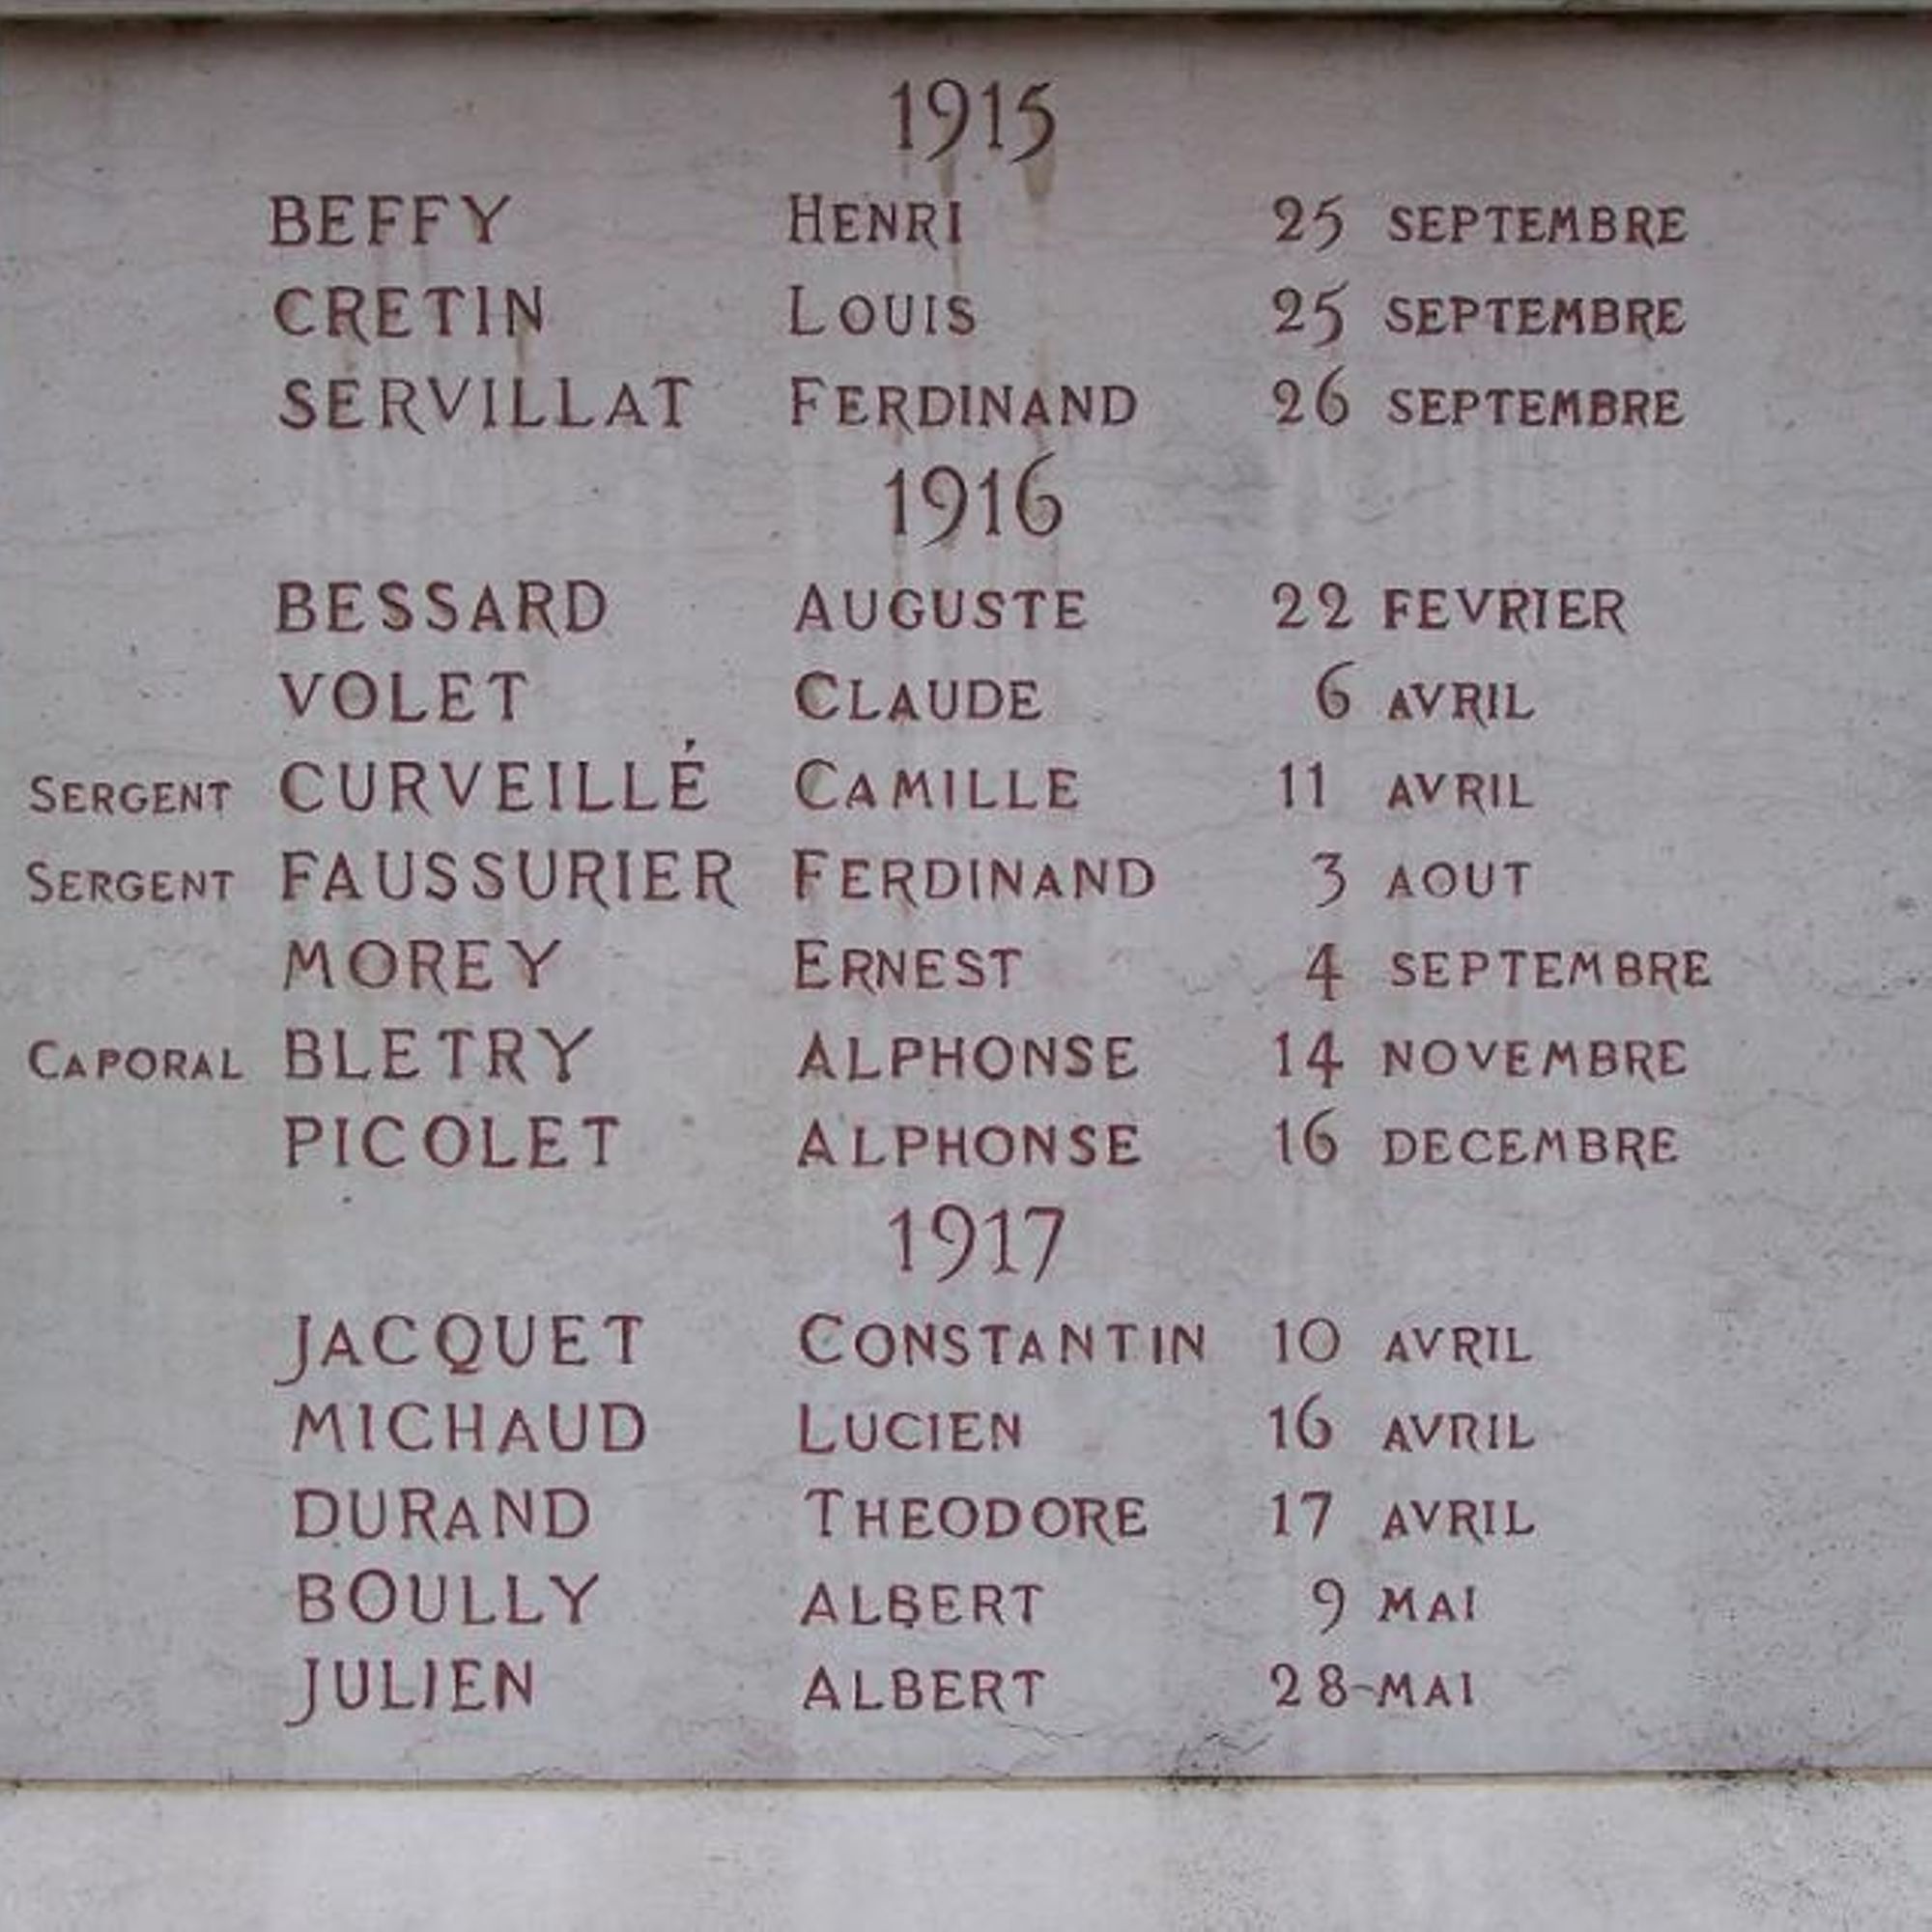 1915
BEFFY HENRI 25 SEPTEMBRE
CRETIN LOUIS 25 SEPTEMBRE
SERVILLAT FERDINAND 26 SEPTEMBRE
1916
BESSARD AUGUSTE 22 FEVRIER
VOLET CLAUDE 6 AVRIL
SERGENT CURVEILLÉ CAMILLE 11 AVRIL
SERGENT FAUSSURIER FERDINAND 3 AOUT
MOREY ERNEST 4 SEPTEMBRE
CAPORAL BLETRY ALPHONSE 14 NOVEMBRE
PICOLET ALPHONSE 16 DECEMBRE
1917
JACQUET CONSTANTIN 10 AVRIL
MICHAUD LUCIEN 16 AVRIL
DURAND THEODORE 17 AVRIL
BOULLY ALBERT 9 MAI
JULIEN ALBERT 28 MAI